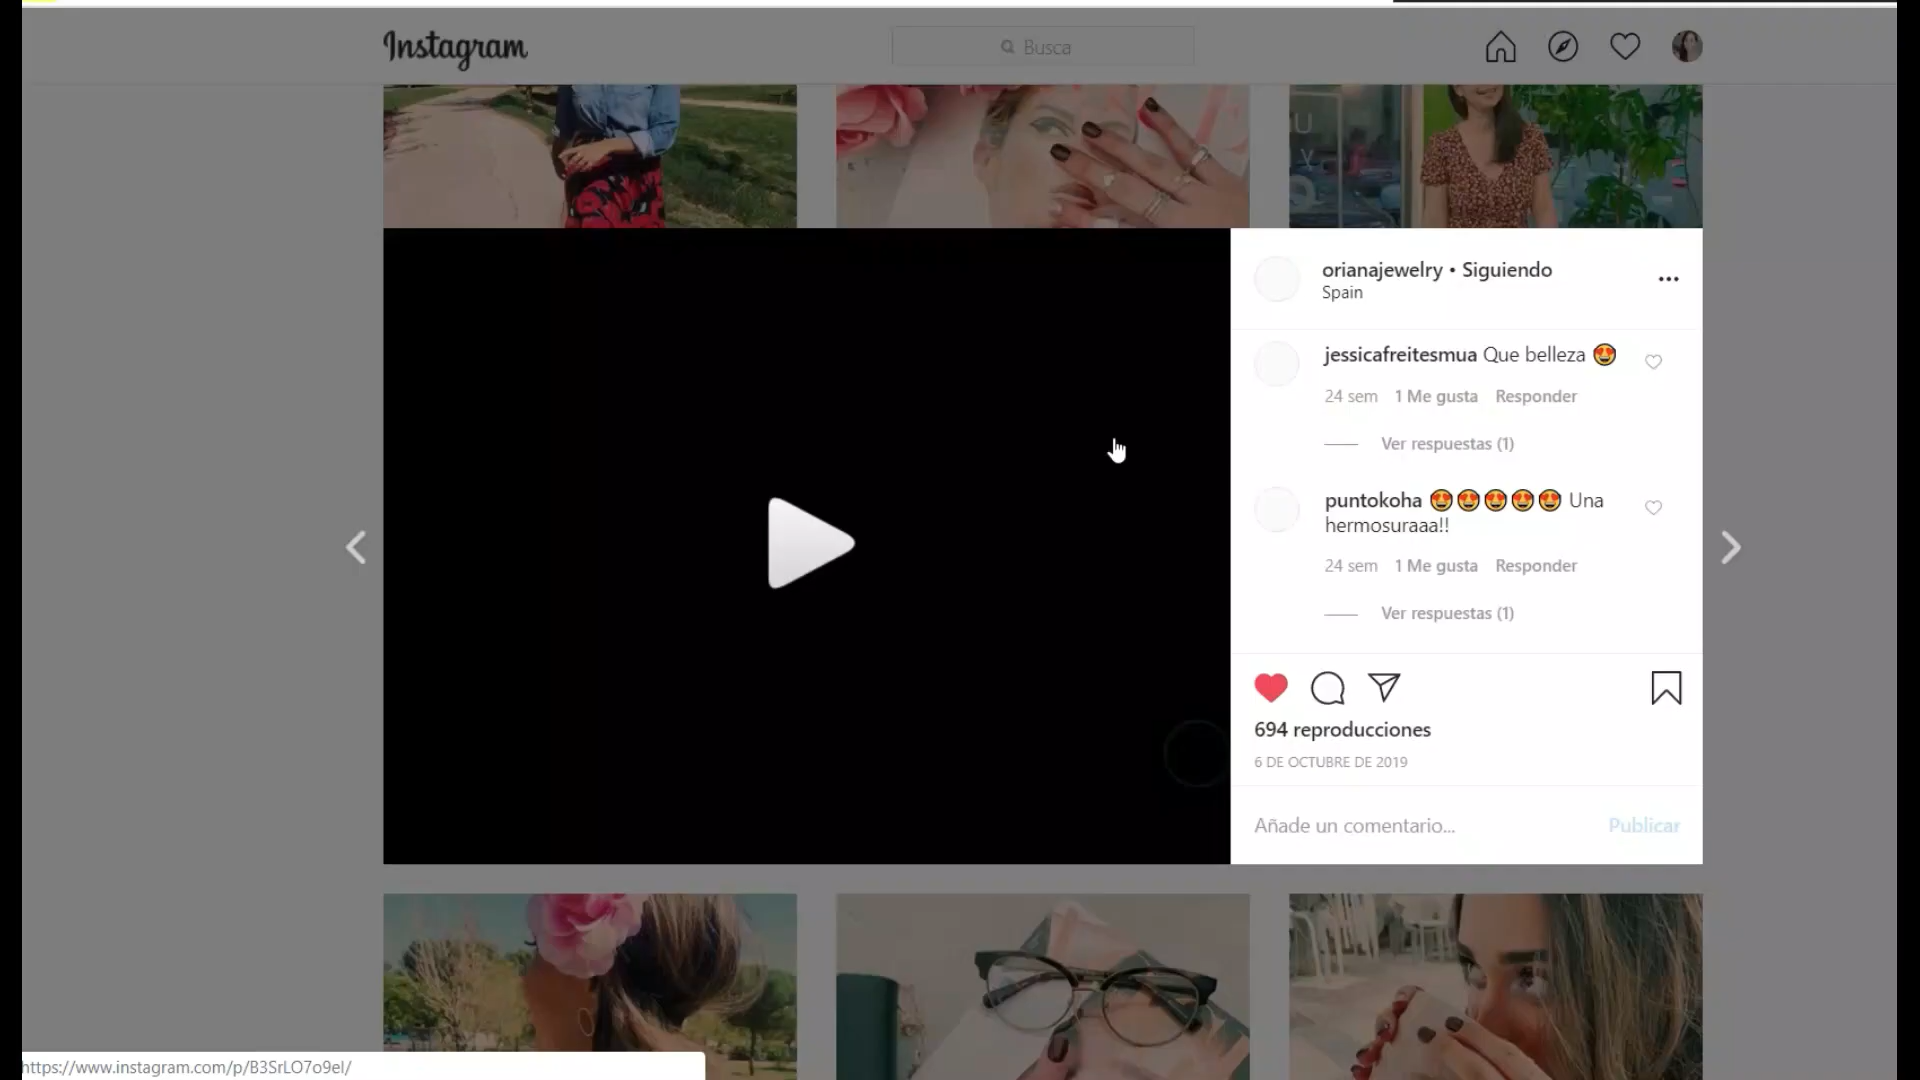 Instagram
Busca
U
V
orianajewelry • Siguiendo
Spain
jessicafreitesmua Que belleza 😍
24 sem 1 Me gusta Responder
Ver respuestas (1)
puntokoha 😍😍😍😍😍 Una
hermosuraaa!!
24 sem 1 Me gusta Responder
Ver respuestas (1)
694 reproducciones
6 DE OCTUBRE DE 2019
Añade un comentario...
Publicar
https://www.instagram.com/p/B3SrLO7o9el/